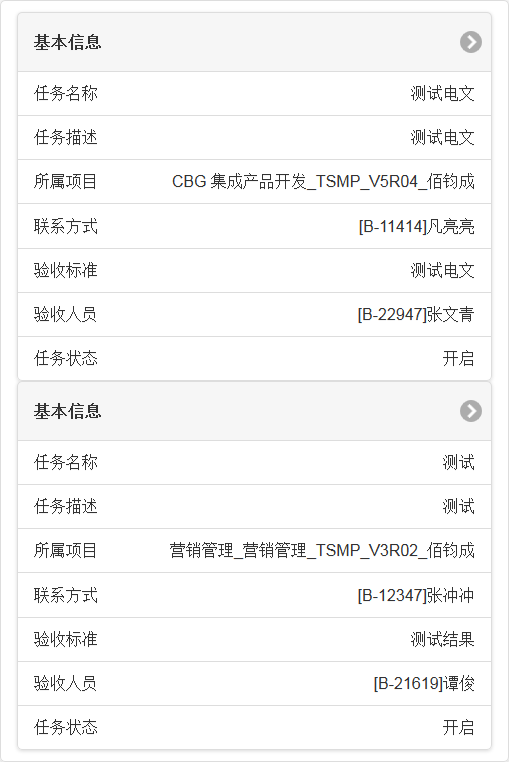 基本信息
任务名称 测试电文
任务描述 测试电文
所属项目 CBG 集成产品开发_TSMP_V5R04_佰钧成
联系方式 [B-11414]凡亮亮
验收标准 测试电文
验收人员 [B-22947]张文青
任务状态 开启
基本信息
任务名称 测试
任务描述 测试
所属项目 营销管理_营销管理_TSMP_V3R02_佰钧成
联系方式 [B-12347]张冲冲
验收标准 测试结果
验收人员 [B-21619]谭俊
任务状态 开启